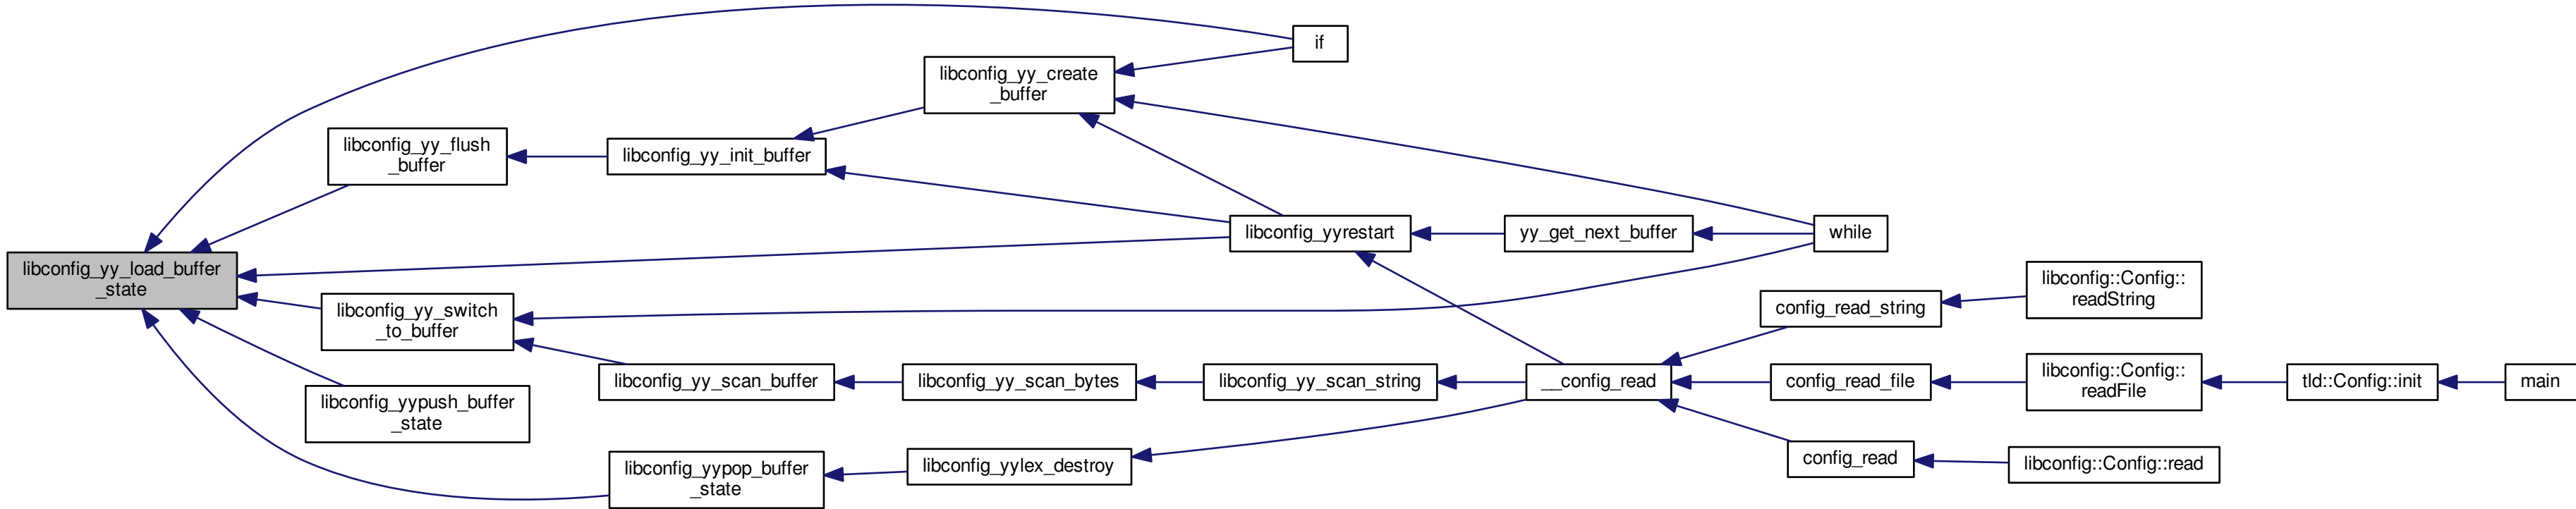 if
libconfig_yy_create
_buffer
libconfig_yy_flush
_buffer
libconfig_yy_init_buffer
libconfig_yyrestart
yy_get_next_buffer
while
libconfig_yy_load_buffer
_state
libconfig_yy_switch
_to_buffer
config_read_string
libconfig::Config::
readString
libconfig_yy_scan_buffer
libconfig_yy_scan_bytes
libconfig_yy_scan_string
__config_read
config_read_file
libconfig::Config::
readFile
tld::Config::init
main
libconfig_yypush_buffer
_state
libconfig_yypop_buffer
_state
libconfig_yylex_destroy
config_read
libconfig::Config::read